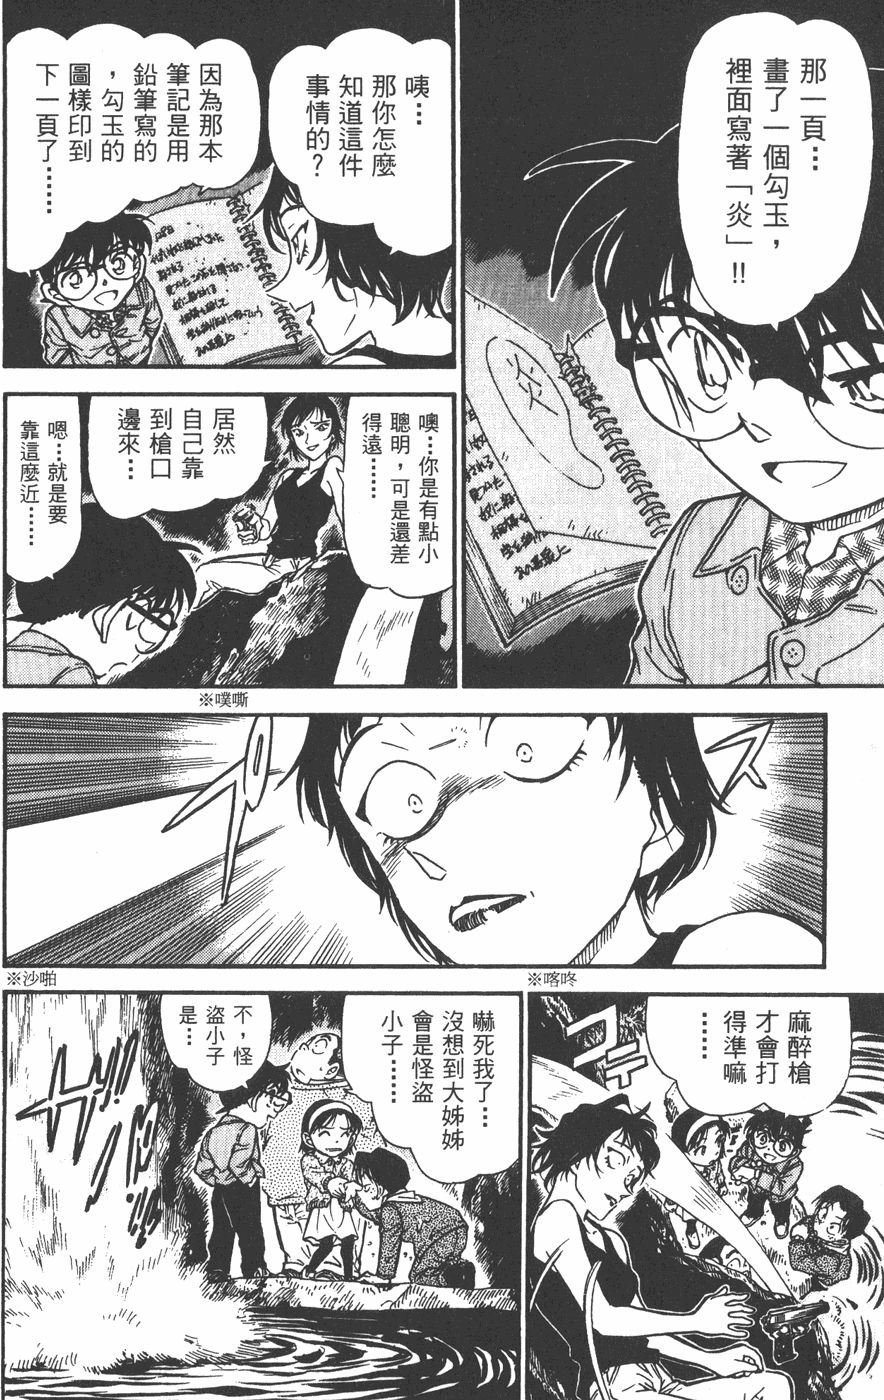 那一頁…
畫了一個勾玉，
裡面寫著「炎」!!
炎
咦…
那你怎麼
知道這件
事情的？
因為那本
筆記是用
鉛筆寫的
，勾玉的
圖樣印到
下一頁了……
噢…你是有點小
聰明，可是還差
得遠……
居然
自己靠
到槍口
邊來…
嗯…就是要
靠這麼近……
※噗嘶
プス
※喀咚
※沙啪
麻醉槍
才會打
得準嘛
……
嚇死我了…
沒想到大姊姊
會是怪盜
小子……
不，怪
盜小子
是…